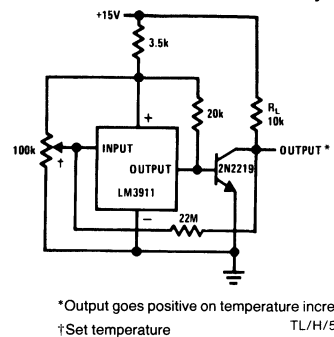 +15V
3.5k
+
20k
R_L
10k
100k
†
INPUT
OUTPUT
LM3911
−
2N2219
OUTPUT*
22M
*Output goes positive on temperature incre
†Set temperature
TL/H/5